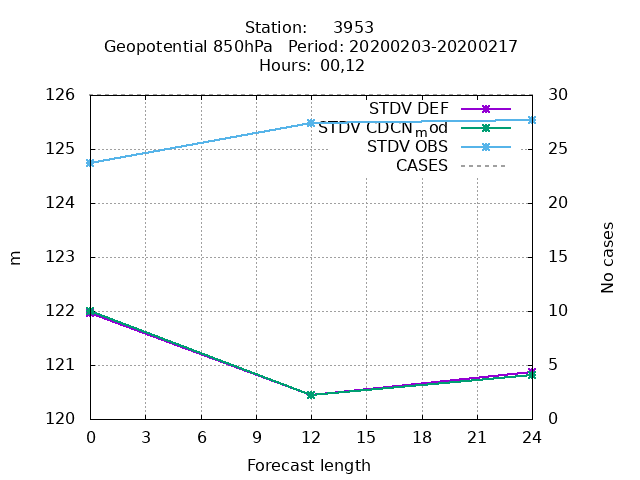 Station: 3953
Geopotential 850hPa Period: 20200203-20200217
Hours: 00,12
126 30
STDV DEF
STDV CDCNmod
125 STDV OBS 25
CASES
124 20
123 15
m
No cases
122 10
121 5
120 0
0 3 6 9 12 15 18 21 24
Forecast length